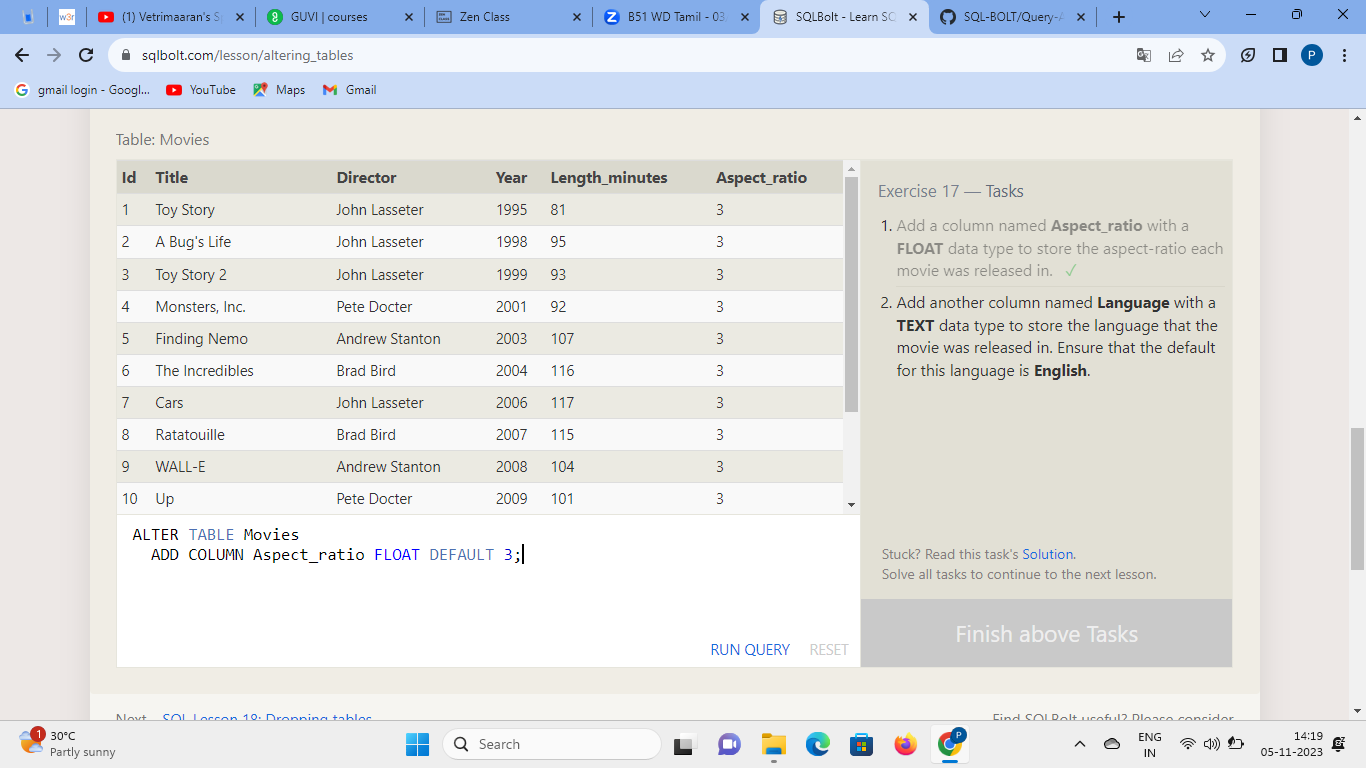 (1) Vetrimaaran's Sp
GUVI | courses
Zen Class
B51 WD Tamil - 03
SQLBolt - Learn SQ
SQL-BOLT/Query-A
sqlbolt.com/lesson/altering_tables
P
gmail login - Googl...
YouTube
Maps
Gmail
Table: Movies
Id Title Director Year Length_minutes Aspect_ratio
1 Toy Story John Lasseter 1995 81 3
2 A Bug's Life John Lasseter 1998 95 3
3 Toy Story 2 John Lasseter 1999 93 3
4 Monsters, Inc. Pete Docter 2001 92 3
5 Finding Nemo Andrew Stanton 2003 107 3
6 The Incredibles Brad Bird 2004 116 3
7 Cars John Lasseter 2006 117 3
8 Ratatouille Brad Bird 2007 115 3
9 WALL-E Andrew Stanton 2008 104 3
10 Up Pete Docter 2009 101 3
ALTER TABLE Movies
ADD COLUMN Aspect_ratio FLOAT DEFAULT 3;
RUN QUERY RESET
Exercise 17 — Tasks
1. Add a column named Aspect_ratio with a
FLOAT data type to store the aspect-ratio each
movie was released in. ✓
2. Add another column named Language with a
TEXT data type to store the language that the
movie was released in. Ensure that the default
for this language is English.
Stuck? Read this task's Solution.
Solve all tasks to continue to the next lesson.
Finish above Tasks
Next – SQL Lesson 18: Dropping tables
Find SQLBolt useful? Please consider
1
30°C
Partly sunny
Search
P
ENG
IN
14:19
05-11-2023